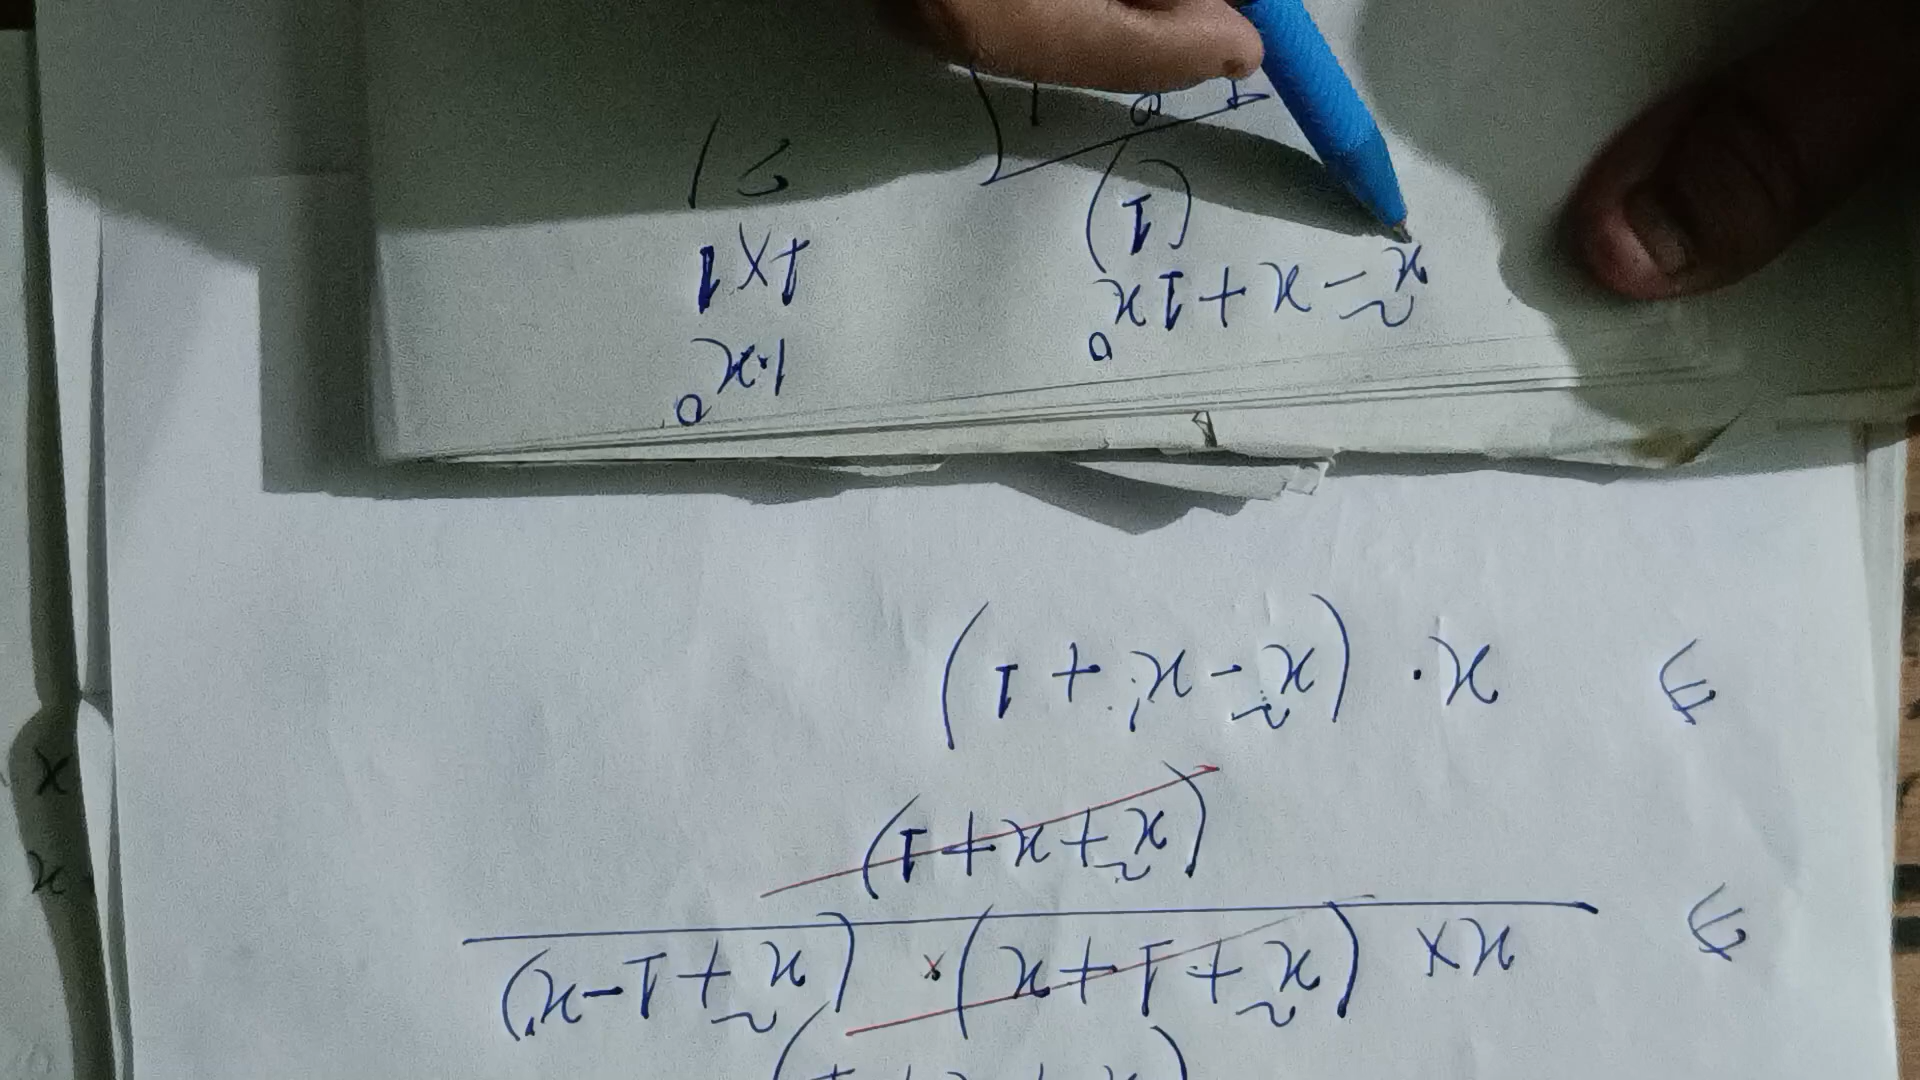 x × (x² + 1 + x) × (x² + 1 - x)
(x² + x + 1)
x · (x² - x + 1)
x² - x + 1x⁰
(1)
1·x⁰
1×1